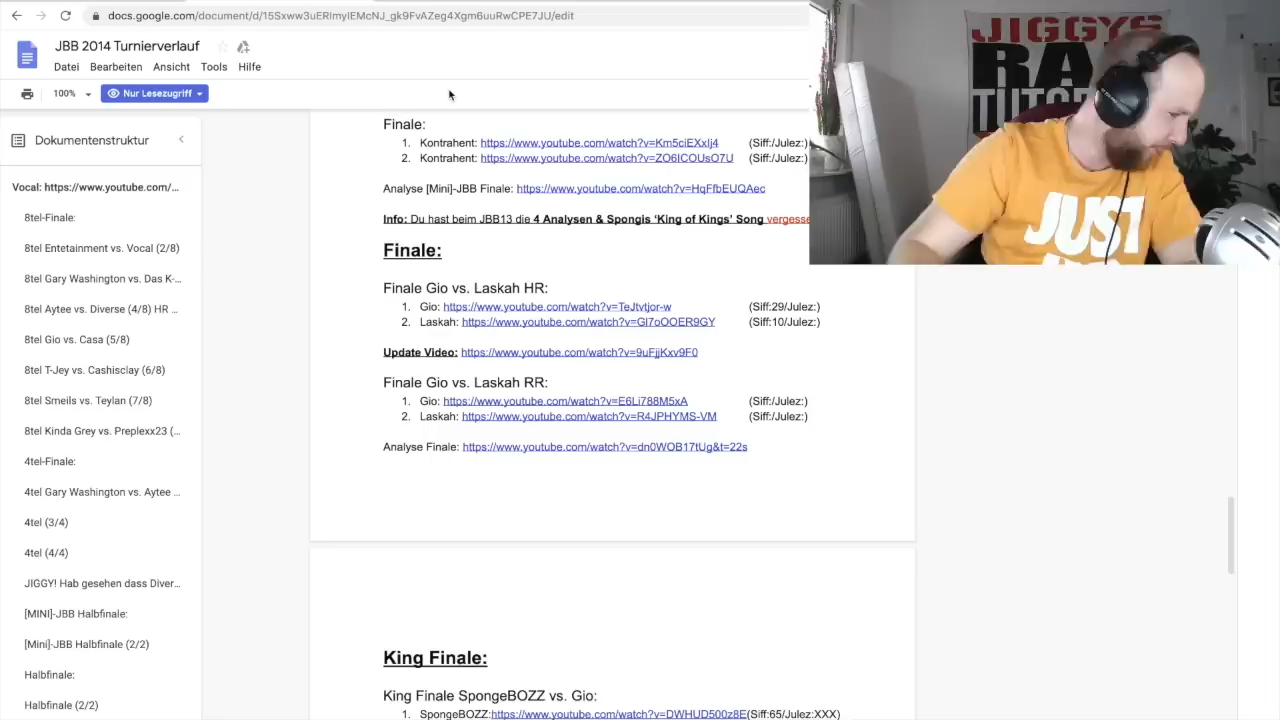 docs.google.com/document/d/15Sxww3uERImyIEMcNJ_gk9FvAZeg4Xgm6uuRwCPE7JU/edit
JBB 2014 Turnierverlauf
Datei Bearbeiten Ansicht Tools Hilfe
100% Nur Lesezugriff
Dokumentenstruktur
Vocal: https://www.youtube.com/...
8tel-Finale:
8tel Entetainment vs. Vocal (2/8)
8tel Gary Washington vs. Das K-...
8tel Aytee vs. Diverse (4/8) HR ...
8tel Gio vs. Casa (5/8)
8tel T-Jey vs. Cashisclay (6/8)
8tel Smeils vs. Teylan (7/8)
8tel Kinda Grey vs. Preplexx23 (...
4tel-Finale:
4tel Gary Washington vs. Aytee ...
4tel (3/4)
4tel (4/4)
JIGGY! Hab gesehen dass Diver...
[MINI]-JBB Halbfinale:
[Mini]-JBB Halbfinale (2/2)
Halbfinale:
Halbfinale (2/2)
Finale:
1. Kontrahent: https://www.youtube.com/watch?v=Km5ciEXxIj4 (Siff:/Julez:)
2. Kontrahent: https://www.youtube.com/watch?v=ZO6ICOUsO7U (Siff:/Julez:)
Analyse [Mini]-JBB Finale: https://www.youtube.com/watch?v=HqFfbEUQAec
Info: Du hast beim JBB13 die 4 Analysen & Spongis ‘King of Kings’ Song vergesse
Finale:
Finale Gio vs. Laskah HR:
1. Gio: https://www.youtube.com/watch?v=TeJtvtjor-w (Siff:29/Julez:)
2. Laskah: https://www.youtube.com/watch?v=Gl7oOOER9GY (Siff:10/Julez:)
Update Video: https://www.youtube.com/watch?v=9uFjjKxv9F0
Finale Gio vs. Laskah RR:
1. Gio: https://www.youtube.com/watch?v=E6Li788M5xA (Siff:/Julez:)
2. Laskah: https://www.youtube.com/watch?v=R4JPHYMS-VM (Siff:/Julez:)
Analyse Finale: https://www.youtube.com/watch?v=dn0WOB17tUg&t=22s
King Finale:
King Finale SpongeBOZZ vs. Gio:
1. SpongeBOZZ:https://www.youtube.com/watch?v=DWHUD500z8E(Siff:65/Julez:XXX)
JIGGYS
RA
TUTO
JUST